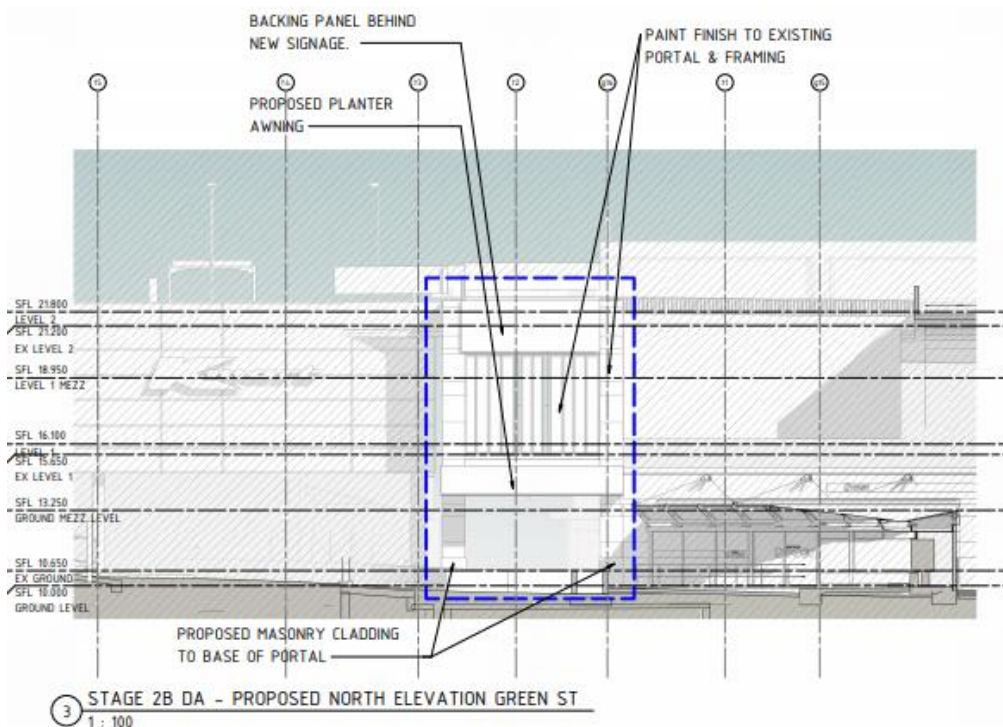 BACKING PANEL BEHIND
NEW SIGNAGE.
PAINT FINISH TO EXISTING
PORTAL & FRAMING
PROPOSED PLANTER
AWNING
SFL 21.800
LEVEL 2
SFL 21.200
EX LEVEL 2
SFL 18.950
LEVEL 1 MEZZ
SFL 16.100
LEVEL 1
SFL 15.650
EX LEVEL 1
SFL 13.250
GROUND MEZZ LEVEL
SFL 10.650
EX GROUND
SFL 10.080
GROUND LEVEL
PROPOSED MASONRY CLADDING
TO BASE OF PORTAL
3 STAGE 2B DA - PROPOSED NORTH ELEVATION GREEN ST
1 : 100